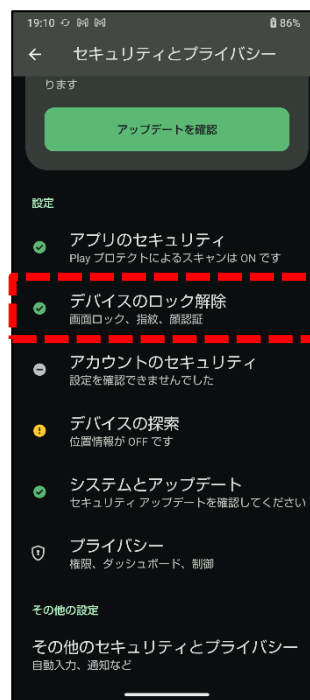 19:10
86%
セキュリティとプライバシー
ります
アップデートを確認
設定
アプリのセキュリティ
Play プロテクトによるスキャンは ON です
デバイスのロック解除
画面ロック、指紋、顔認証
アカウントのセキュリティ
設定を確認できませんでした
デバイスの探索
位置情報が OFF です
システムとアップデート
セキュリティ アップデートを確認してください
プライバシー
権限、ダッシュボード、制御
その他の設定
その他のセキュリティとプライバシー
自動入力、通知など